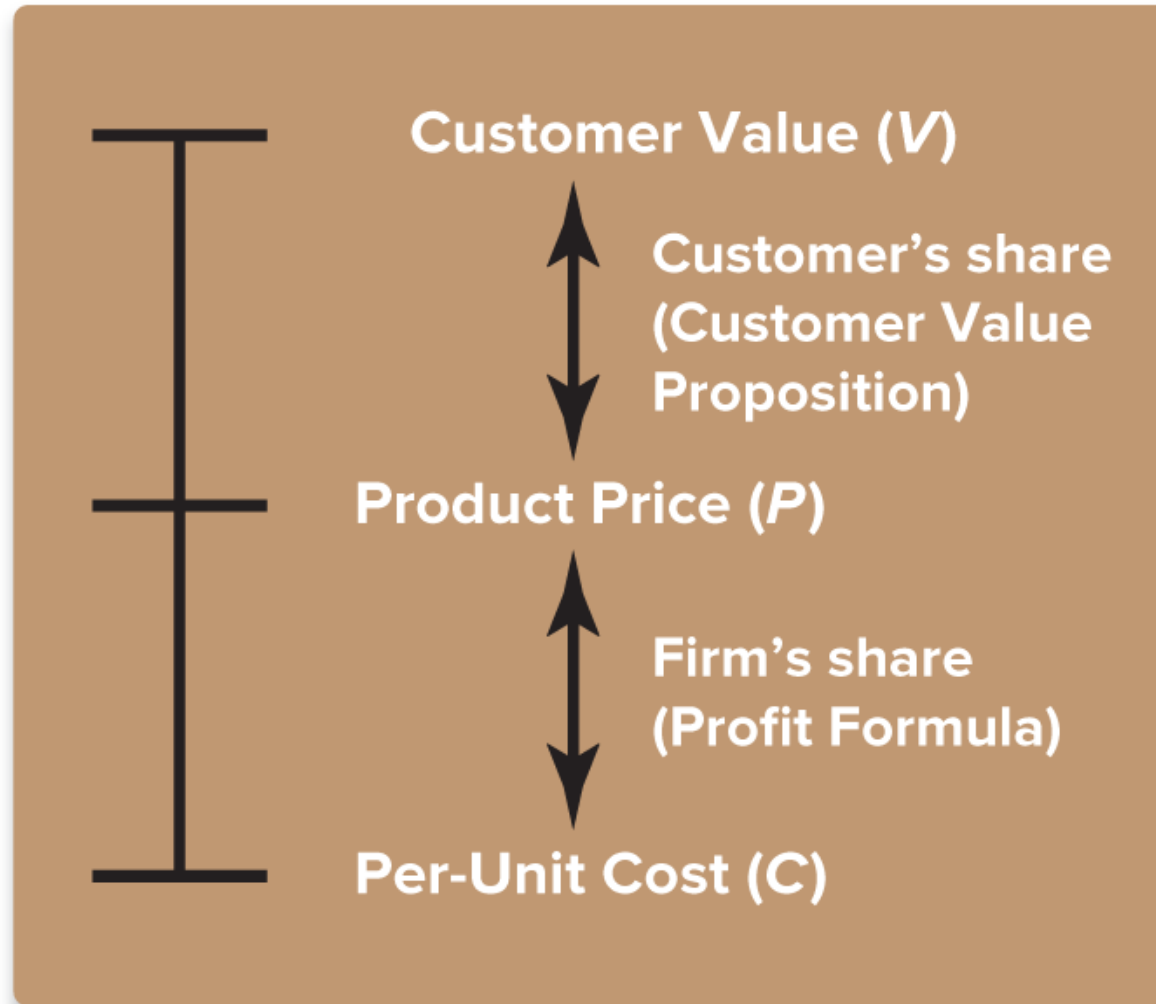 Customer Value (V)
Customer’s share
(Customer Value
Proposition)
Product Price (P)
Firm’s share
(Profit Formula)
Per-Unit Cost (C)